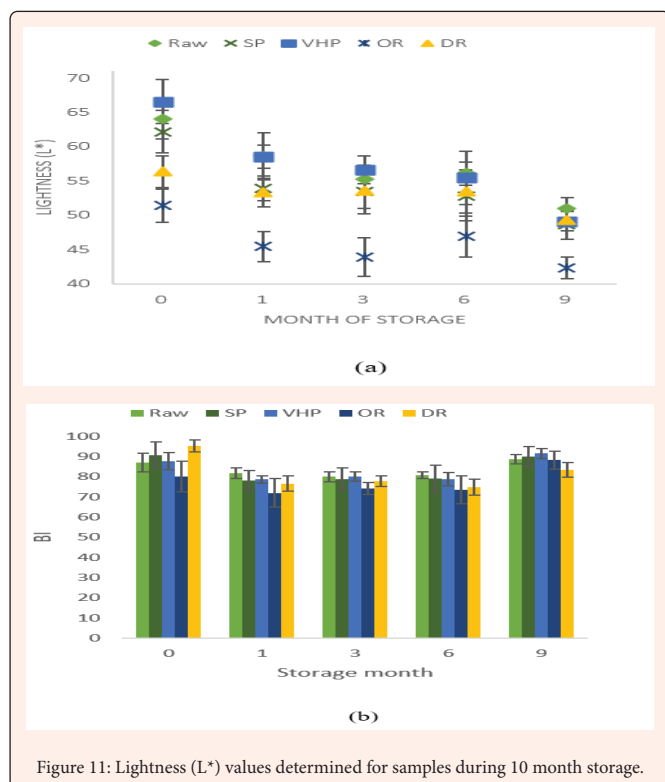 Raw SP VHP OR DR
70
65
60
55
50
45
40
LIGHTNESS (L*)
0 1 3 6 9
MONTH OF STORAGE
(a)
Raw SP VHP OR DR
100
90
80
70
60
50
40
30
20
10
0
BI
0 1 3 6 9
Storage month
(b)
Figure 11: Lightness (L*) values determined for samples during 10 month storage.